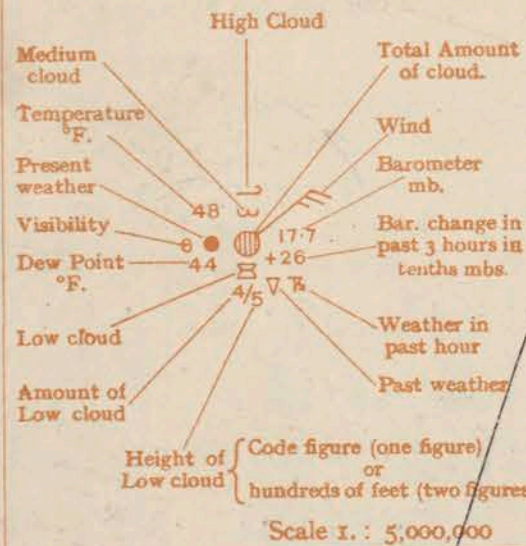 High Cloud
Medium
cloud
Total Amount
of cloud.
Temperature
°F.
Wind
Present
weather
Barometer
mb.
48
Visibility
8
17.7
Bar. change in
past 3 hours in
tenths mbs.
+26
Dew Point
°F.
44
4/5
Low cloud
Weather in
past hour
Amount of
Low cloud
Past weather
Height of
Low cloud
Code figure (one figure)
or
hundreds of feet (two figures
Scale 1. : 5,000,000